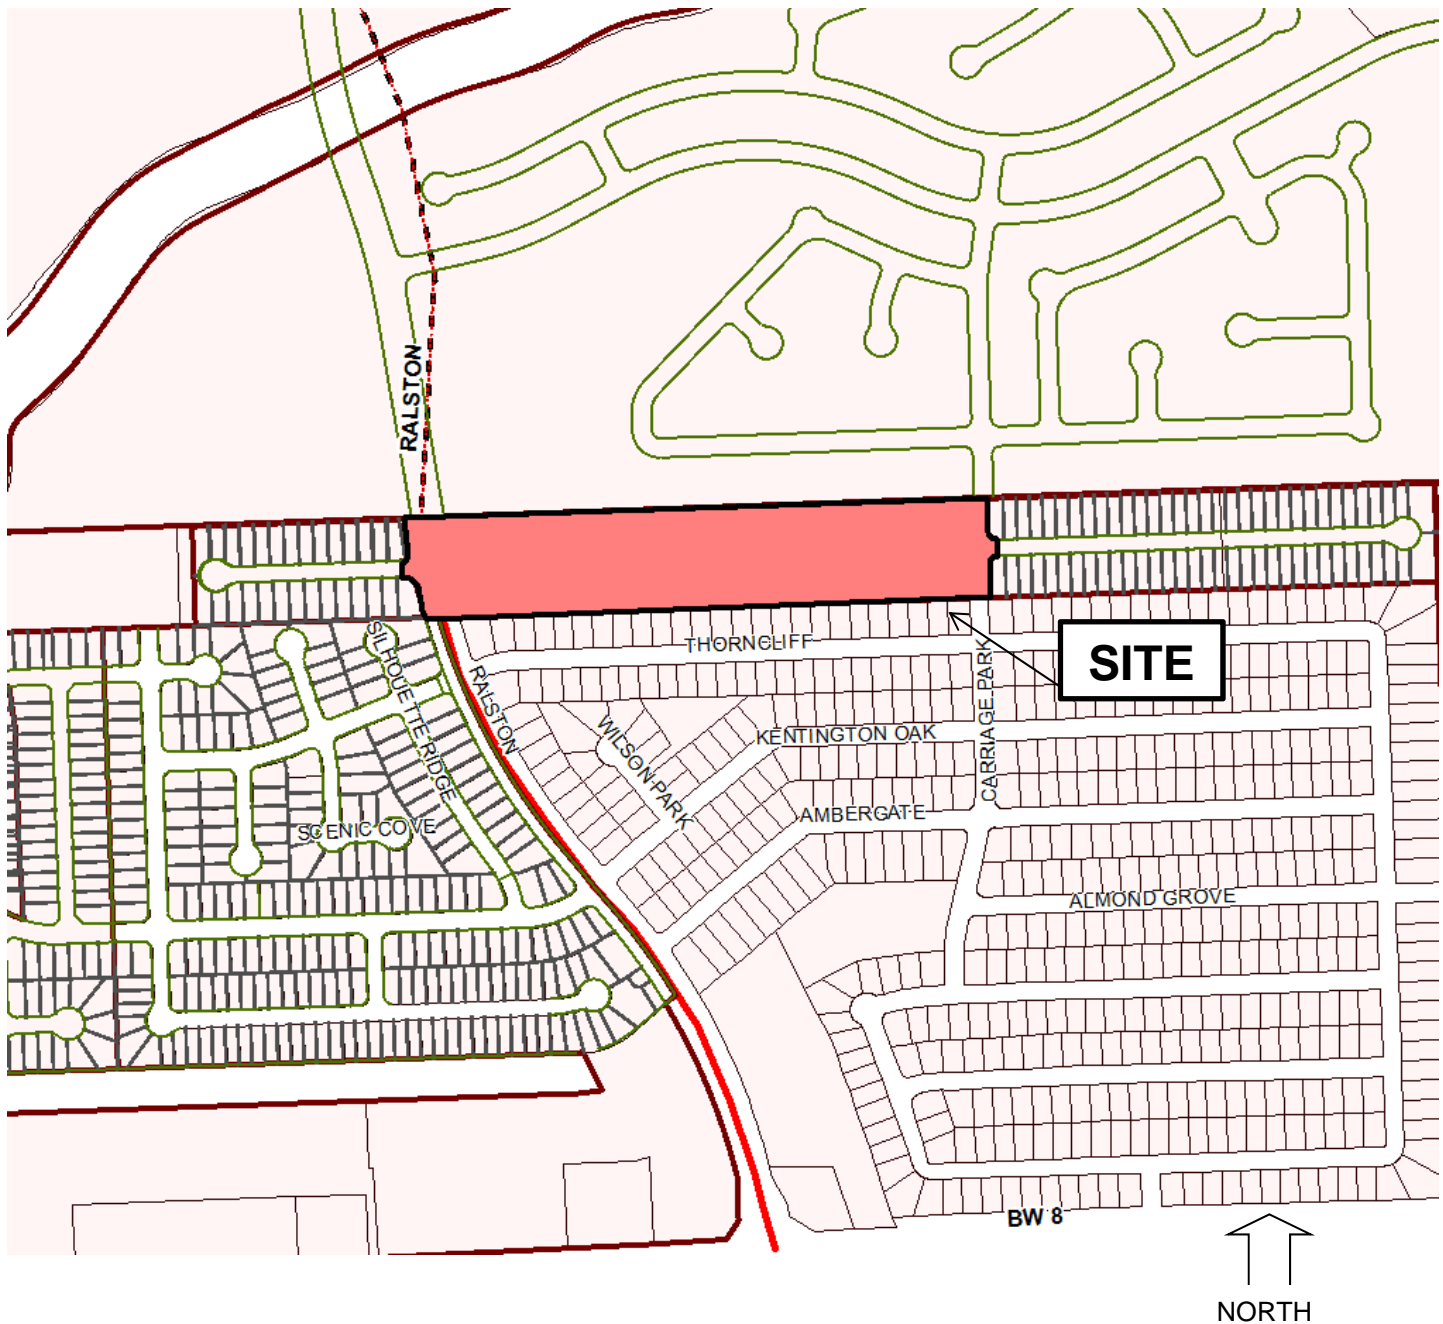 RALSTON
SILHOUETTE RIDGE
THORNCLIFF
SITE
RALSTON
CARRIAGE PARK
WILSON PARK
KENTINGTON OAK
SCENIC COVE
AMBERGATE
ALMOND GROVE
BW 8
NORTH